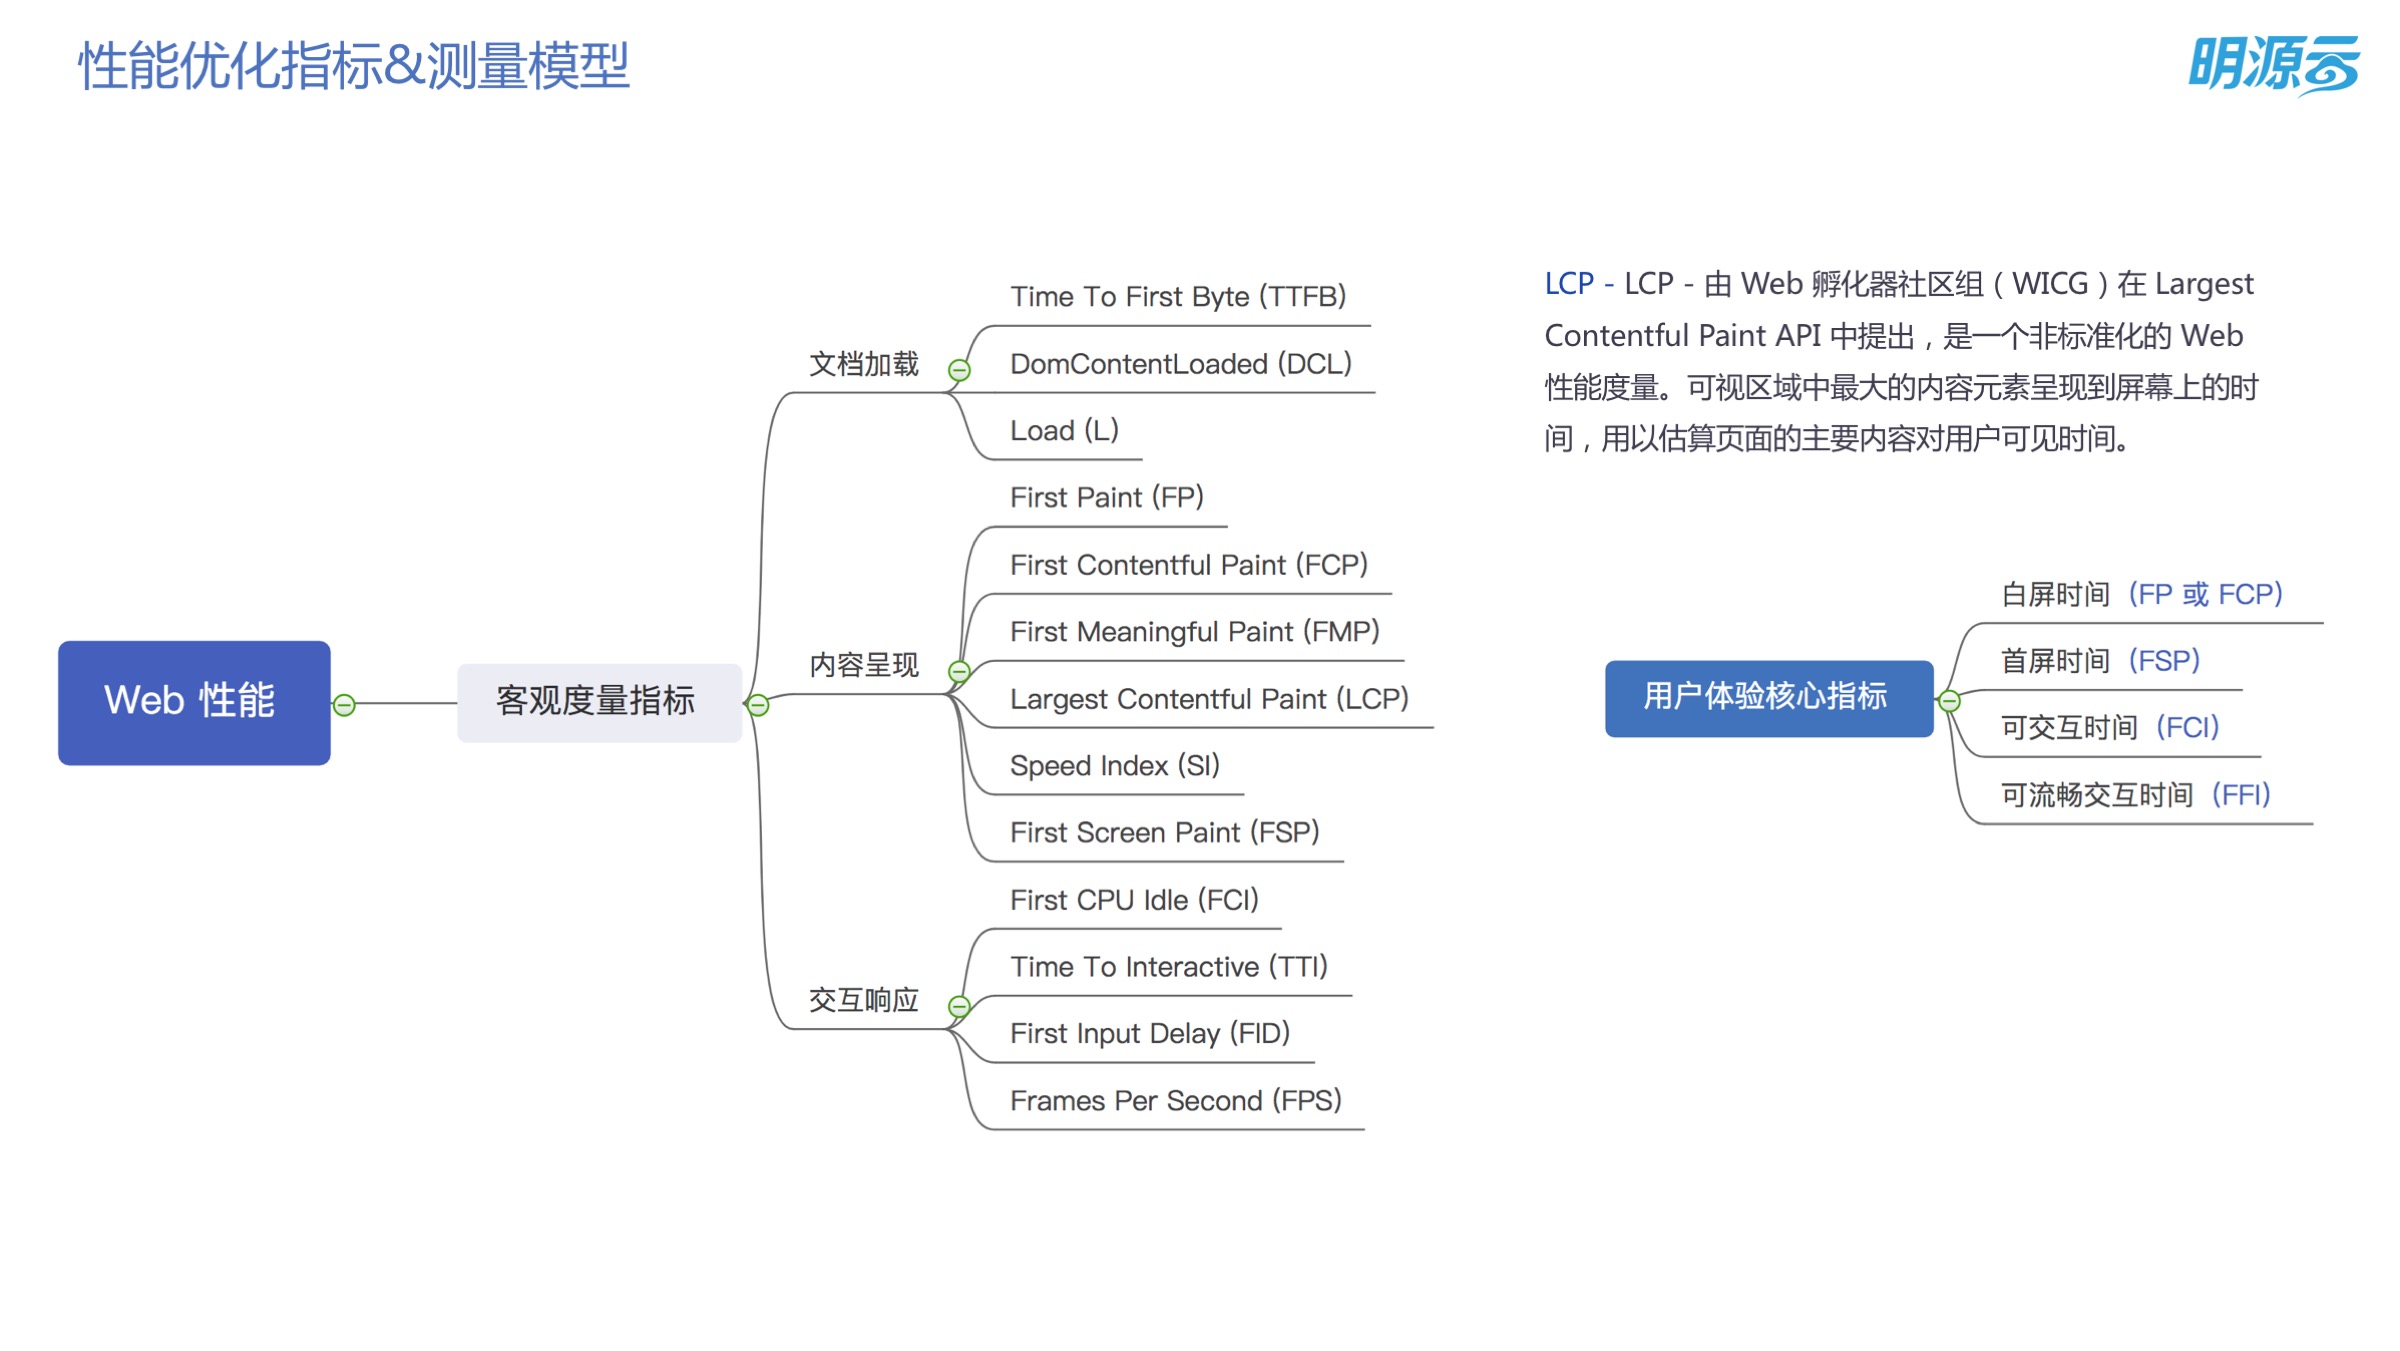 性能优化指标&测量模型
明源云
Web 性能
客观度量指标
文档加载
Time To First Byte (TTFB)
DomContentLoaded (DCL)
Load (L)
内容呈现
First Paint (FP)
First Contentful Paint (FCP)
First Meaningful Paint (FMP)
Largest Contentful Paint (LCP)
Speed Index (SI)
First Screen Paint (FSP)
交互响应
First CPU Idle (FCI)
Time To Interactive (TTI)
First Input Delay (FID)
Frames Per Second (FPS)
LCP - LCP - 由 Web 孵化器社区组（WICG）在 Largest
Contentful Paint API 中提出，是一个非标准化的 Web
性能度量。可视区域中最大的内容元素呈现到屏幕上的时
间，用以估算页面的主要内容对用户可见时间。
用户体验核心指标
白屏时间（FP 或 FCP）
首屏时间（FSP）
可交互时间（FCI）
可流畅交互时间（FFI）